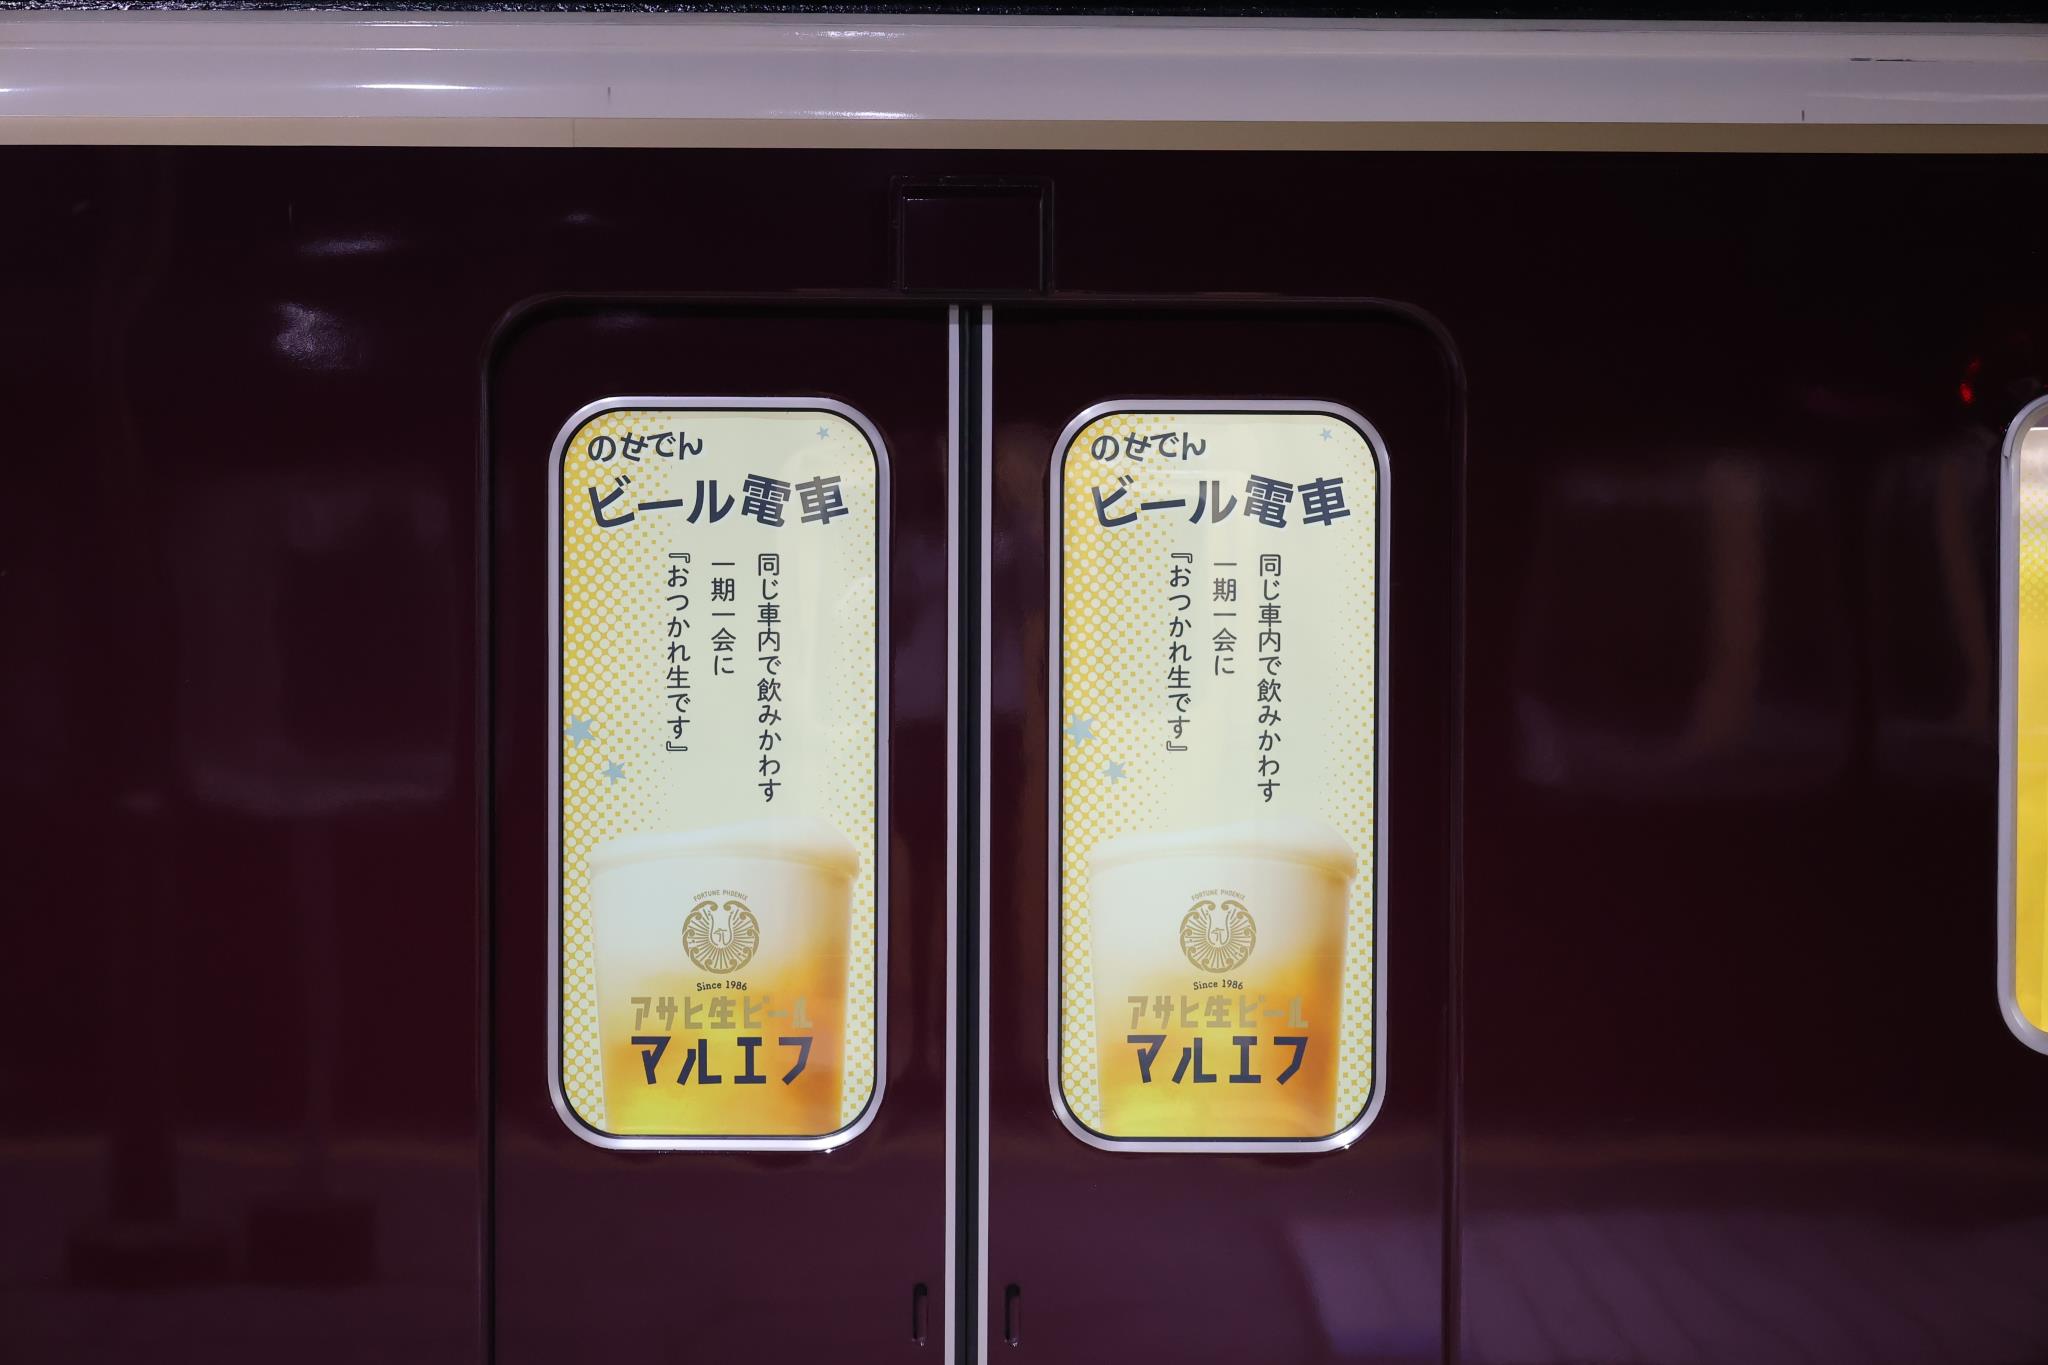 のせでん
ビール電車
同じ車内で飲みかわす
一期一会に
『おつかれ生です』
FORTUNE PHOENIX
Since 1986
アサヒ生ビール
マルエフ
のせでん
ビール電車
同じ車内で飲みかわす
一期一会に
『おつかれ生です』
FORTUNE PHOENIX
Since 1986
アサヒ生ビール
マルエフ